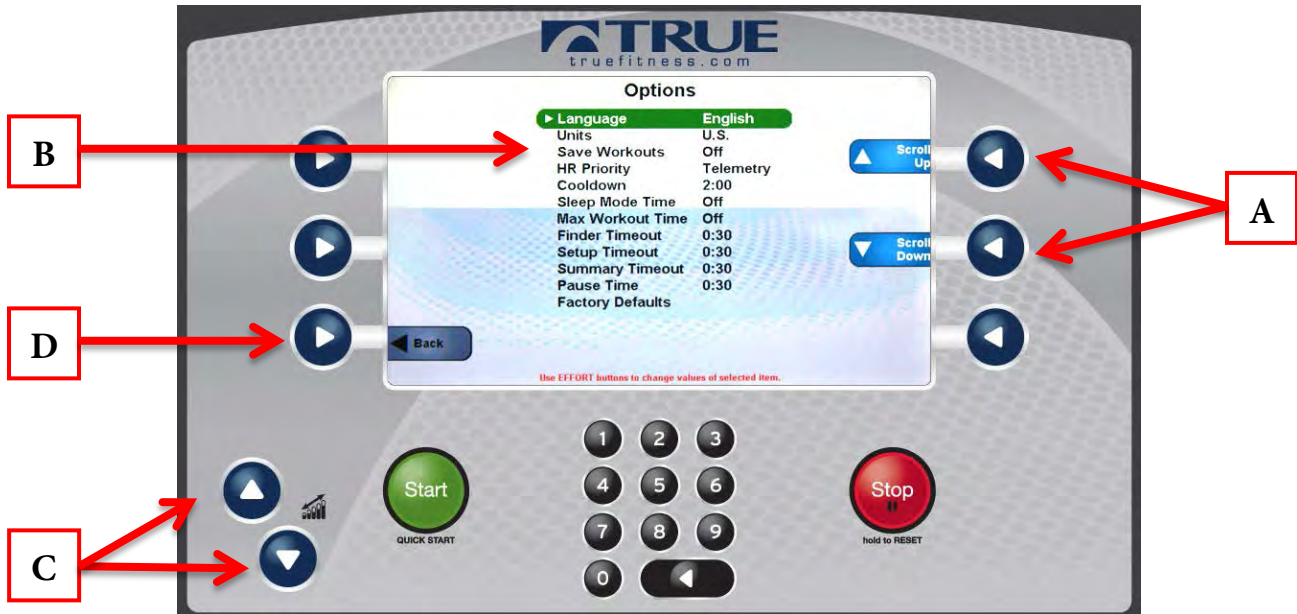 TRUE
truefitness.com
Options
Language English
Units U.S.
Save Workouts Off
HR Priority Telemetry
Cooldown 2:00
Sleep Mode Time Off
Max Workout Time Off
Finder Timeout 0:30
Setup Timeout 0:30
Summary Timeout 0:30
Pause Time 0:30
Factory Defaults
Scroll
Up
Scroll
Down
Back
Use EFFORT buttons to change values of selected item.
B
A
D
C
Start
QUICK START
1 2 3
4 5 6
7 8 9
0
Stop
hold to RESET